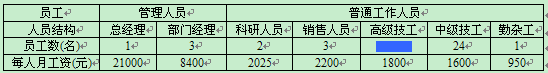 员工 管理人员 普通工作人员
人员结构 总经理 部门经理 科研人员 销售人员 高级技工 中级技工 勤杂工
员工数(名) 1 3 2 3 24 1
每人月工资(元) 21000 8400 2025 2200 1800 1600 950